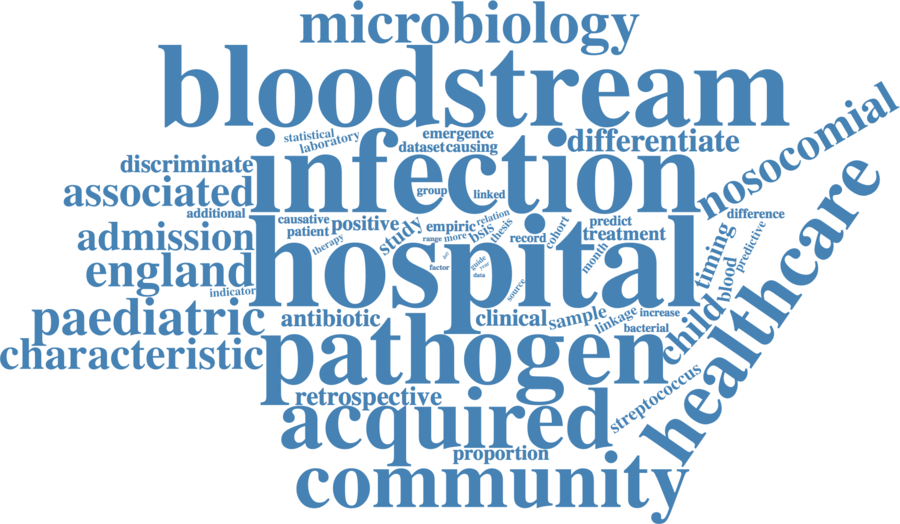 microbiology
bloodstream
statistical
laboratory
emergence
dataset
causing
differentiate
infection
nosocomial
discriminate
associated
group
linked
additional
causative
patient
positive
study
empiric
relation
bsis
thesis
cohort
predict
treatment
difference
admission
therapy
range
more
record
hospital
month
timing
predictive
england
factor
guide
year
data
source
blood
indicator
healthcare
paediatric
antibiotic
clinical
sample
linkage
increase
bacterial
child
characteristic
pathogen
retrospective
streptococcus
acquired
proportion
community